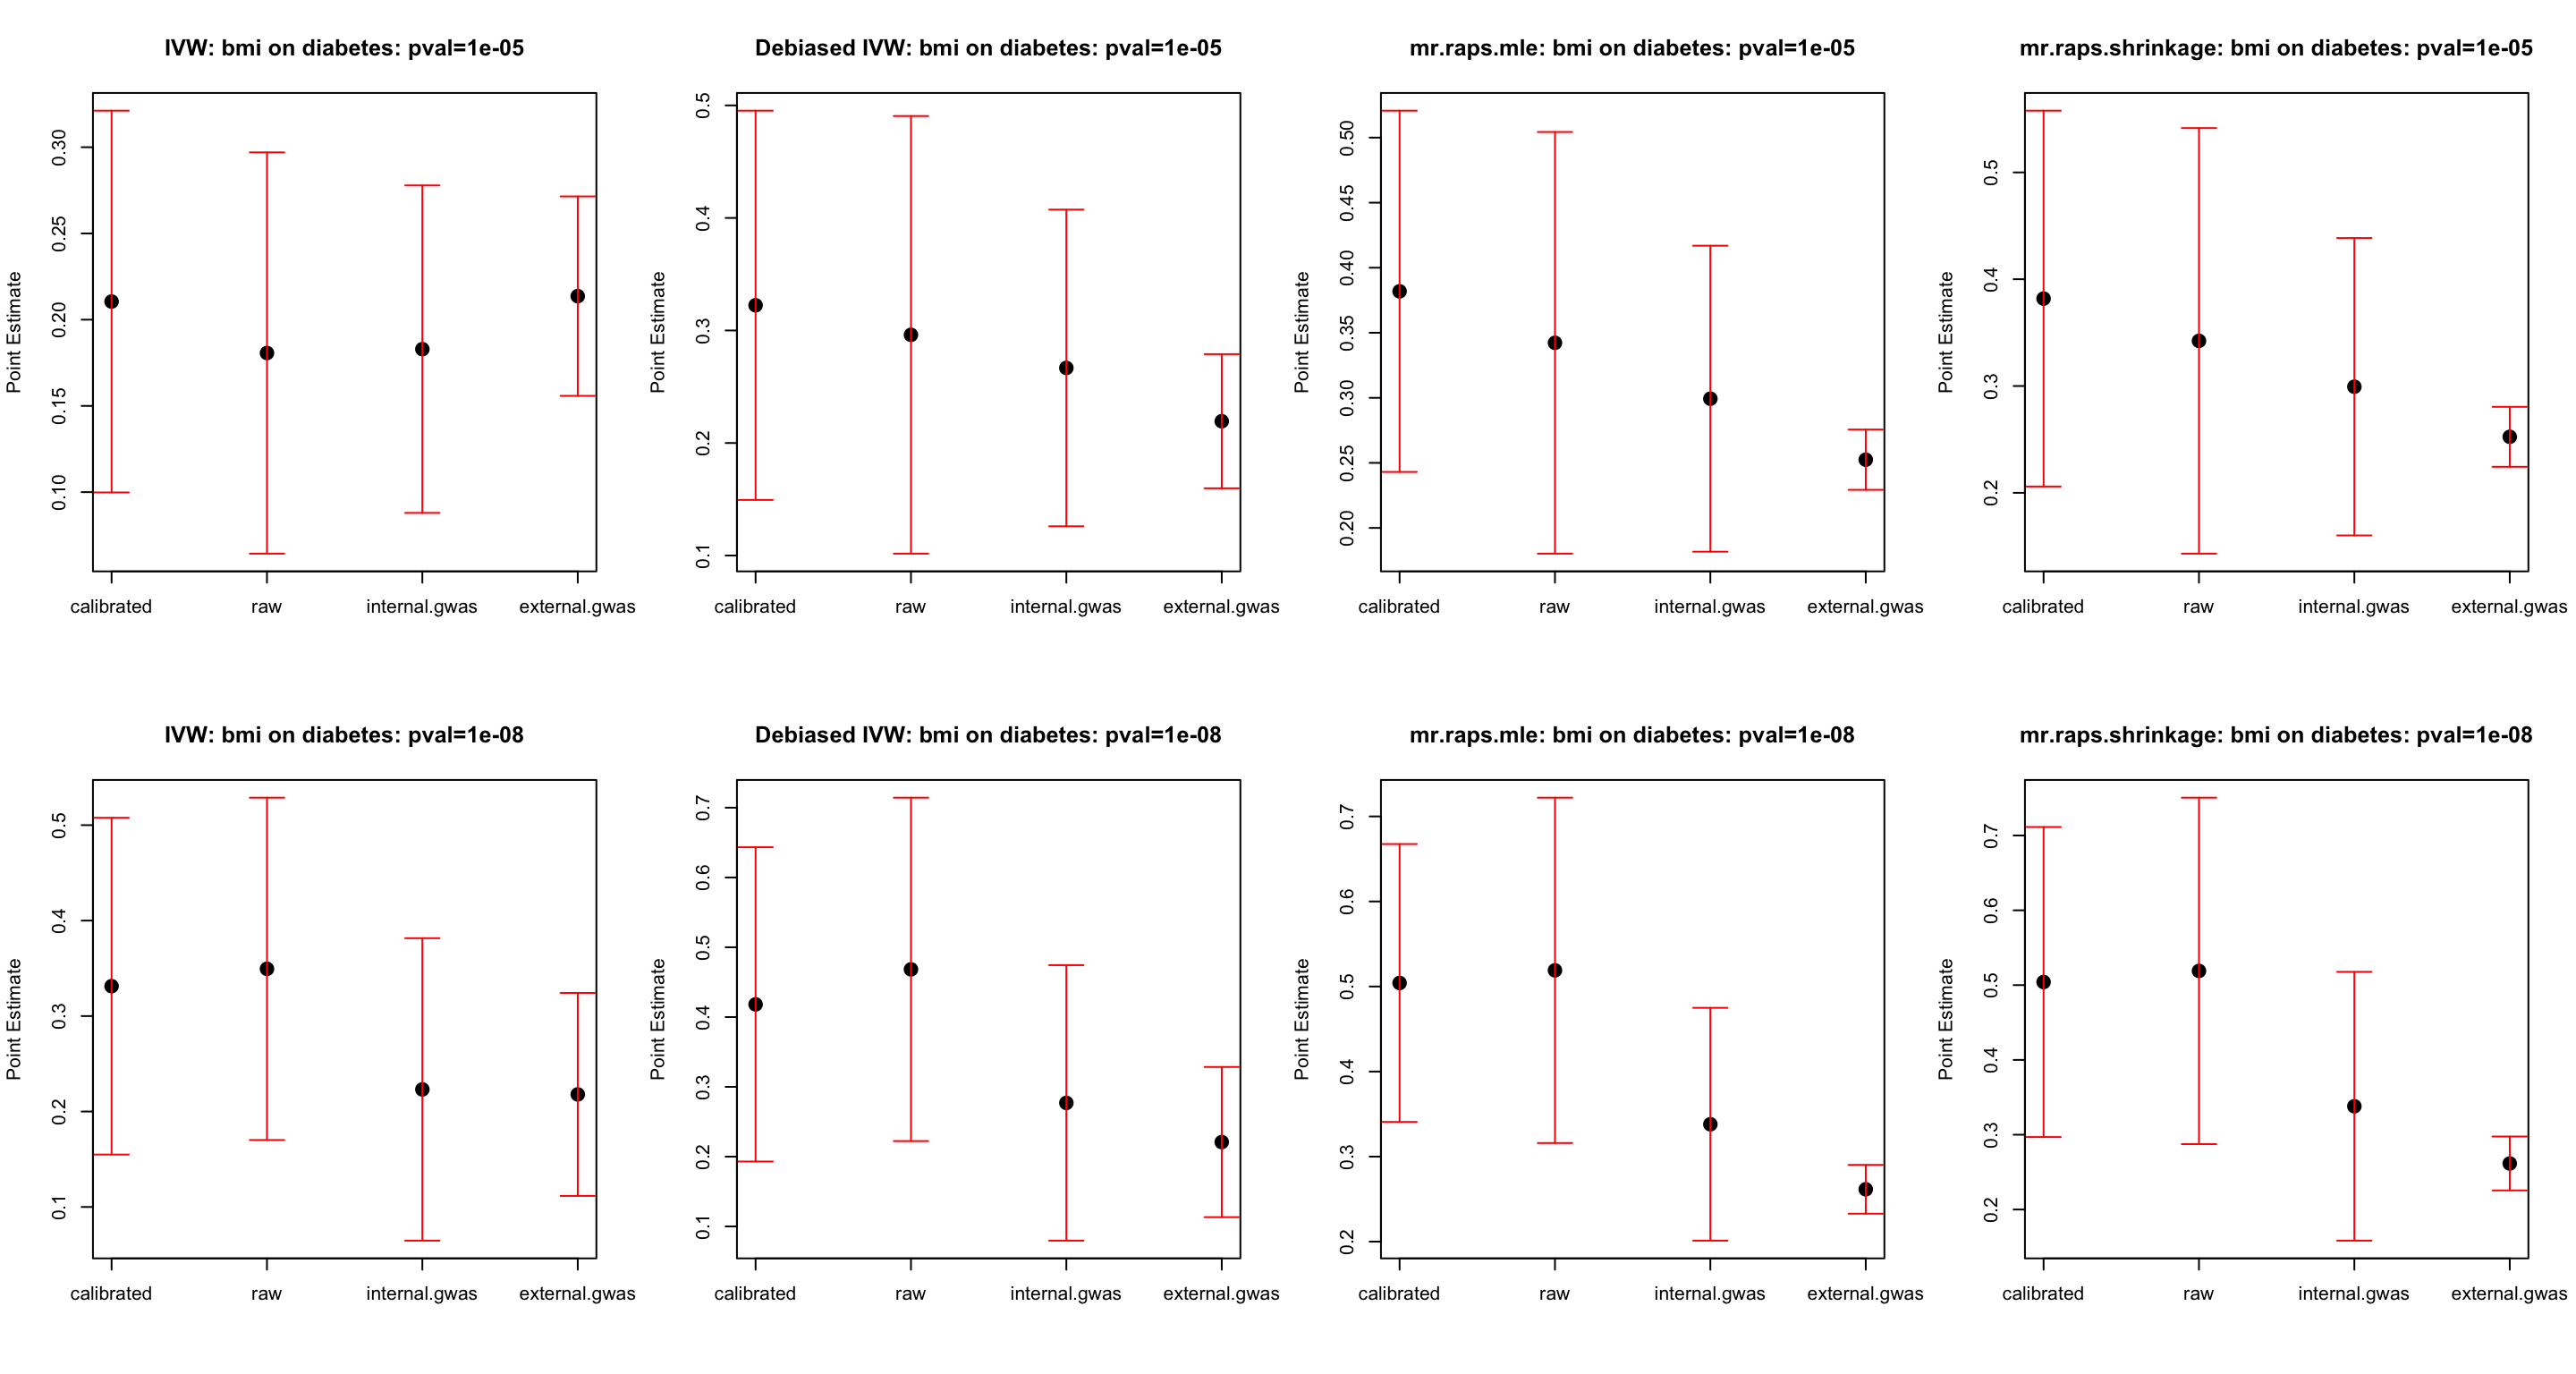 IVW: bmi on diabetes: pval=1e-05
Point Estimate
0.30
0.25
0.20
0.15
0.10
calibrated raw internal.gwas external.gwas
Debiased IVW: bmi on diabetes: pval=1e-05
Point Estimate
0.5
0.4
0.3
0.2
0.1
calibrated raw internal.gwas external.gwas
mr.raps.mle: bmi on diabetes: pval=1e-05
Point Estimate
0.50
0.45
0.40
0.35
0.30
0.25
0.20
calibrated raw internal.gwas external.gwas
mr.raps.shrinkage: bmi on diabetes: pval=1e-05
Point Estimate
0.5
0.4
0.3
0.2
calibrated raw internal.gwas external.gwas
IVW: bmi on diabetes: pval=1e-08
Point Estimate
0.5
0.4
0.3
0.2
0.1
calibrated raw internal.gwas external.gwas
Debiased IVW: bmi on diabetes: pval=1e-08
Point Estimate
0.7
0.6
0.5
0.4
0.3
0.2
0.1
calibrated raw internal.gwas external.gwas
mr.raps.mle: bmi on diabetes: pval=1e-08
Point Estimate
0.7
0.6
0.5
0.4
0.3
0.2
calibrated raw internal.gwas external.gwas
mr.raps.shrinkage: bmi on diabetes: pval=1e-08
Point Estimate
0.7
0.6
0.5
0.4
0.3
0.2
calibrated raw internal.gwas external.gwas